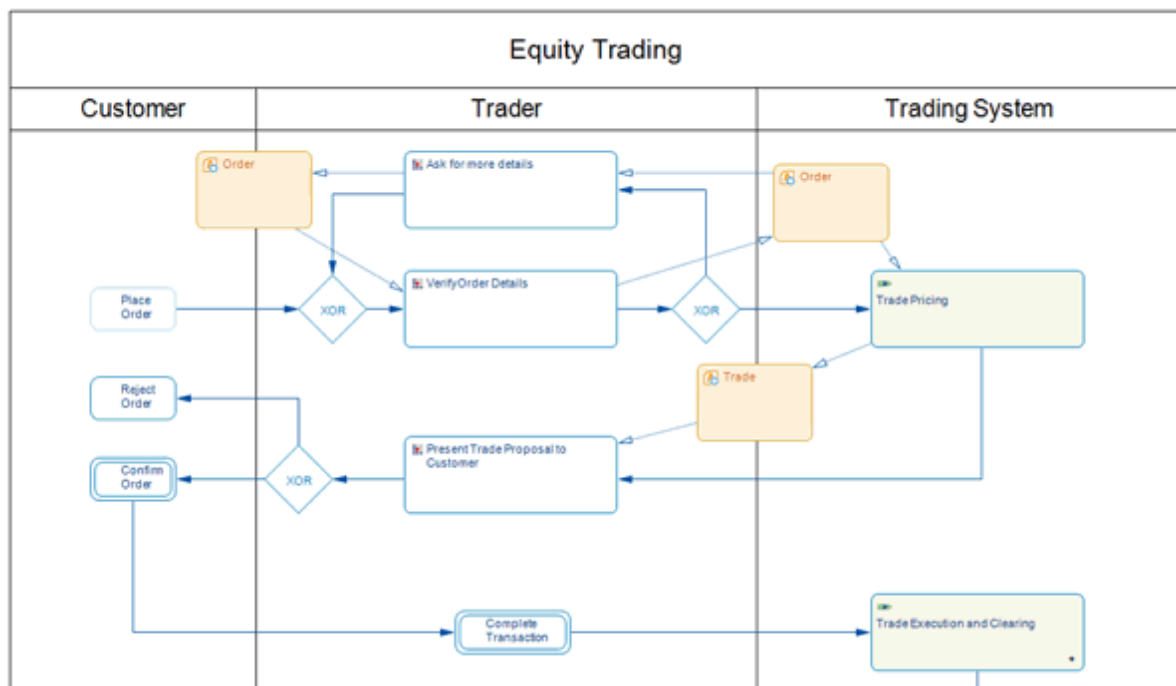 Equity Trading
Customer
Trader
Trading System
Order
Ask for more details
Order
Place
Order
XOR
VerifyOrder Details
XOR
Trade Pricing
Reject
Order
Trade
Confirm
Order
XOR
Present Trade Proposal to
Customer
Complete
Transaction
Trade Execution and Clearing